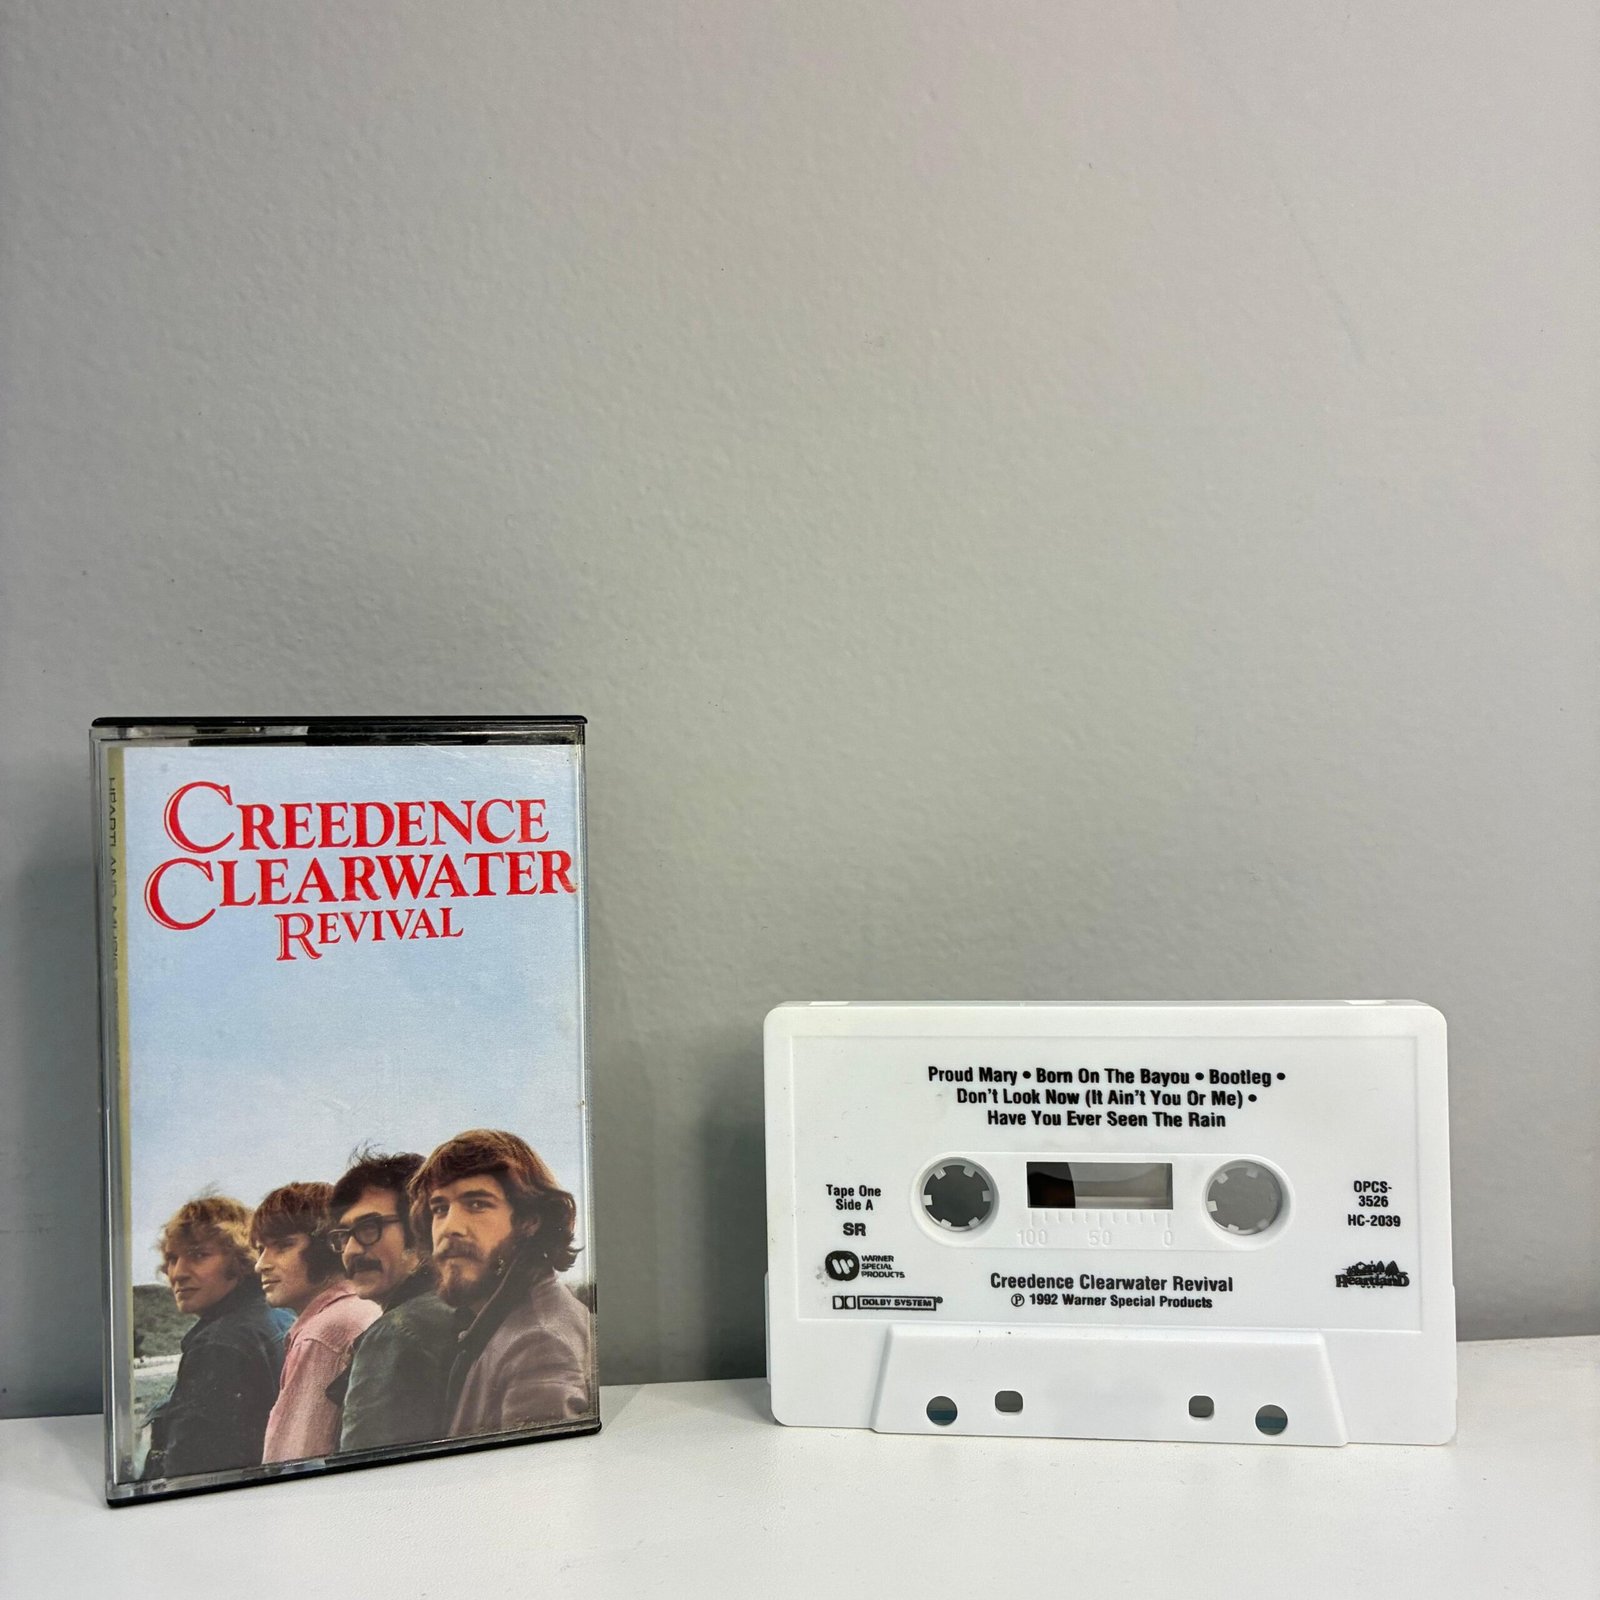 CREEDENCE
CLEARWATER
REVIVAL
HEARTLAND MUSIC
Proud Mary • Born On The Bayou • Bootleg •
Don't Look Now (It Ain't You Or Me) •
Have You Ever Seen The Rain
Tape One
Side A
SR
WARNER
SPECIAL
PRODUCTS
DOLBY SYSTEM®
100 50 0
OPCS-
3526
HC-2039
Heartland
Creedence Clearwater Revival
℗ 1992 Warner Special Products